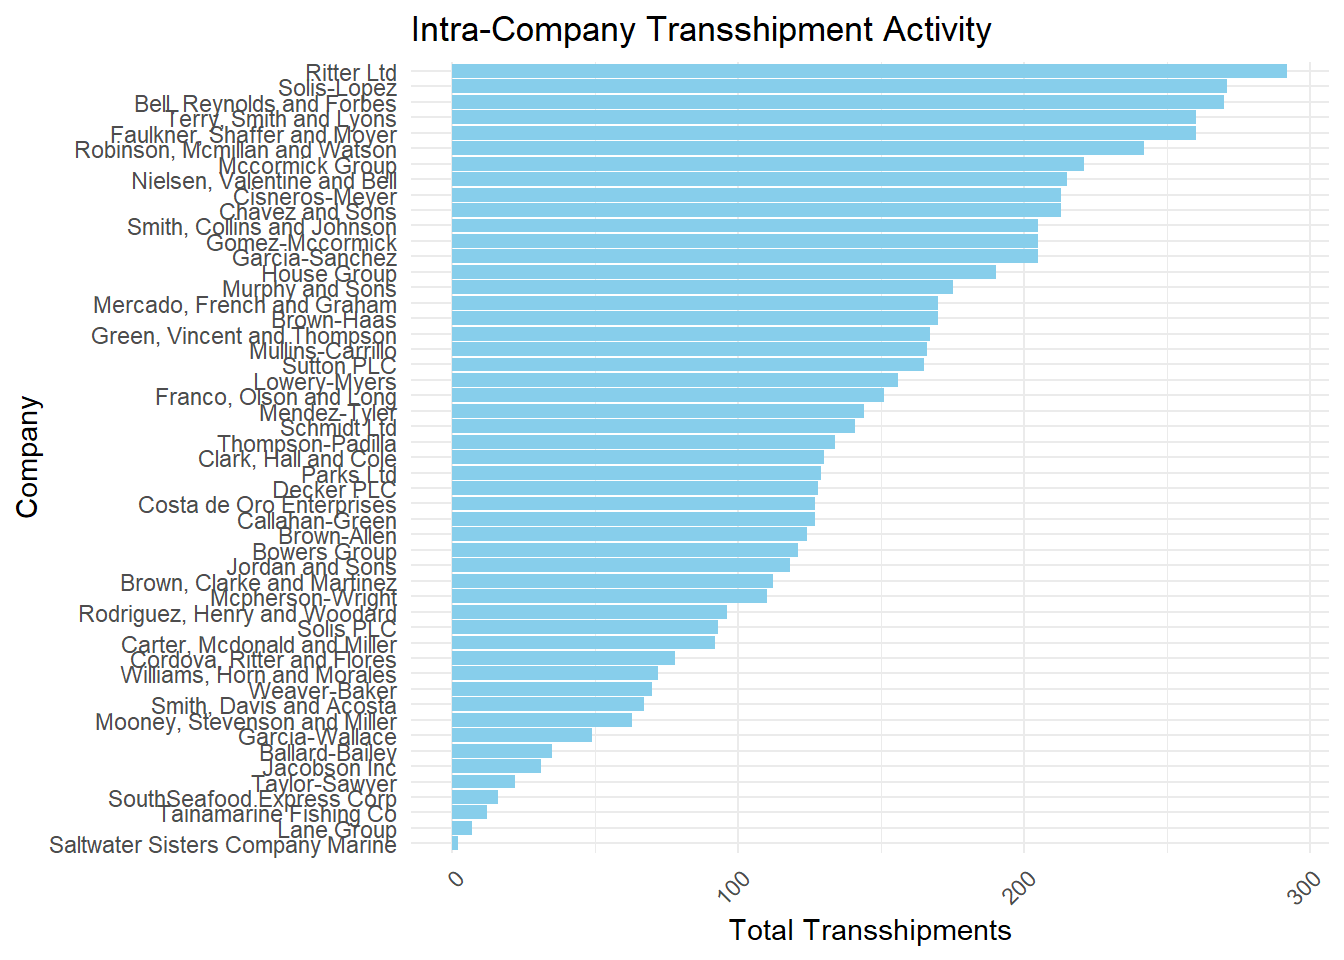 Intra-Company Transshipment Activity
Ritter Ltd
Solis-Lopez
Bell, Reynolds and Forbes
Terry, Smith and Lyons
Faulkner, Shaffer and Moyer
Robinson, Mcmillan and Watson
Mccormick Group
Nielsen, Valentine and Bell
Cisneros-Meyer
Chavez and Sons
Smith, Collins and Johnson
Gomez-Mccormick
Garcia-Sanchez
House Group
Murphy and Sons
Mercado, French and Graham
Brown-Haas
Green, Vincent and Thompson
Mullins-Carrillo
Sutton PLC
Lowery-Myers
Franco, Olson and Long
Mendez-Tyler
Schmidt Ltd
Thompson-Padilla
Clark, Hall and Cole
Parks Ltd
Decker PLC
Costa de Oro Enterprises
Callahan-Green
Brown-Allen
Bowers Group
Jordan and Sons
Brown, Clarke and Martinez
Mcpherson-Wright
Rodriguez, Henry and Woodard
Solis PLC
Carter, Mcdonald and Miller
Cordova, Ritter and Flores
Williams, Horn and Morales
Weaver-Baker
Smith, Davis and Acosta
Mooney, Stevenson and Miller
Garcia-Wallace
Ballard-Bailey
Jacobson Inc
Taylor-Sawyer
SouthSeafood Express Corp
Tainamarine Fishing Co
Lane Group
Saltwater Sisters Company Marine
Company
0 100 200 300
Total Transshipments